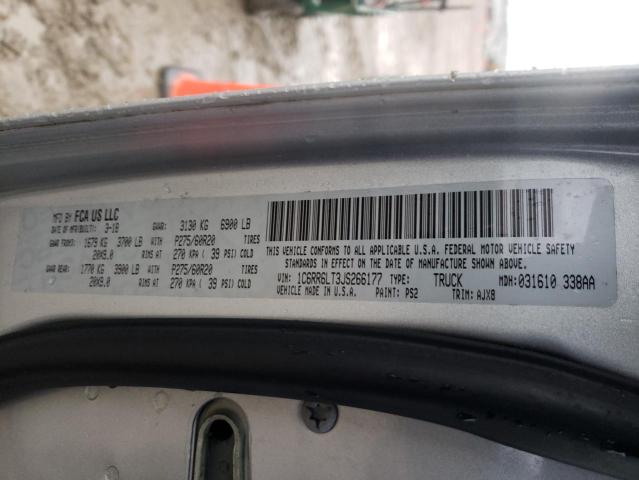 MFD BY FCA US LLC
DATE OF MFR/BUILT: 3-18 GVWR: 3130 KG 6900 LB
GAWR FRONT: 1679 KG 3700 LB WITH P275/60R20 TIRES
20X9.0 RIMS AT 270 KPA ( 39 PSI) COLD
GAWR REAR: 1770 KG 3900 LB WITH P275/60R20 TIRES
20X9.0 RIMS AT 270 KPA ( 39 PSI) COLD
THIS VEHICLE CONFORMS TO ALL APPLICABLE U.S.A. FEDERAL MOTOR VEHICLE SAFETY
STANDARDS IN EFFECT ON THE DATE OF MANUFACTURE SHOWN ABOVE.
VIN: 1C6RR6LT3JS266177 TYPE: TRUCK MDH: 031610 338AA
VEHICLE MADE IN U.S.A. PAINT: PS2 TRIM: AJX8